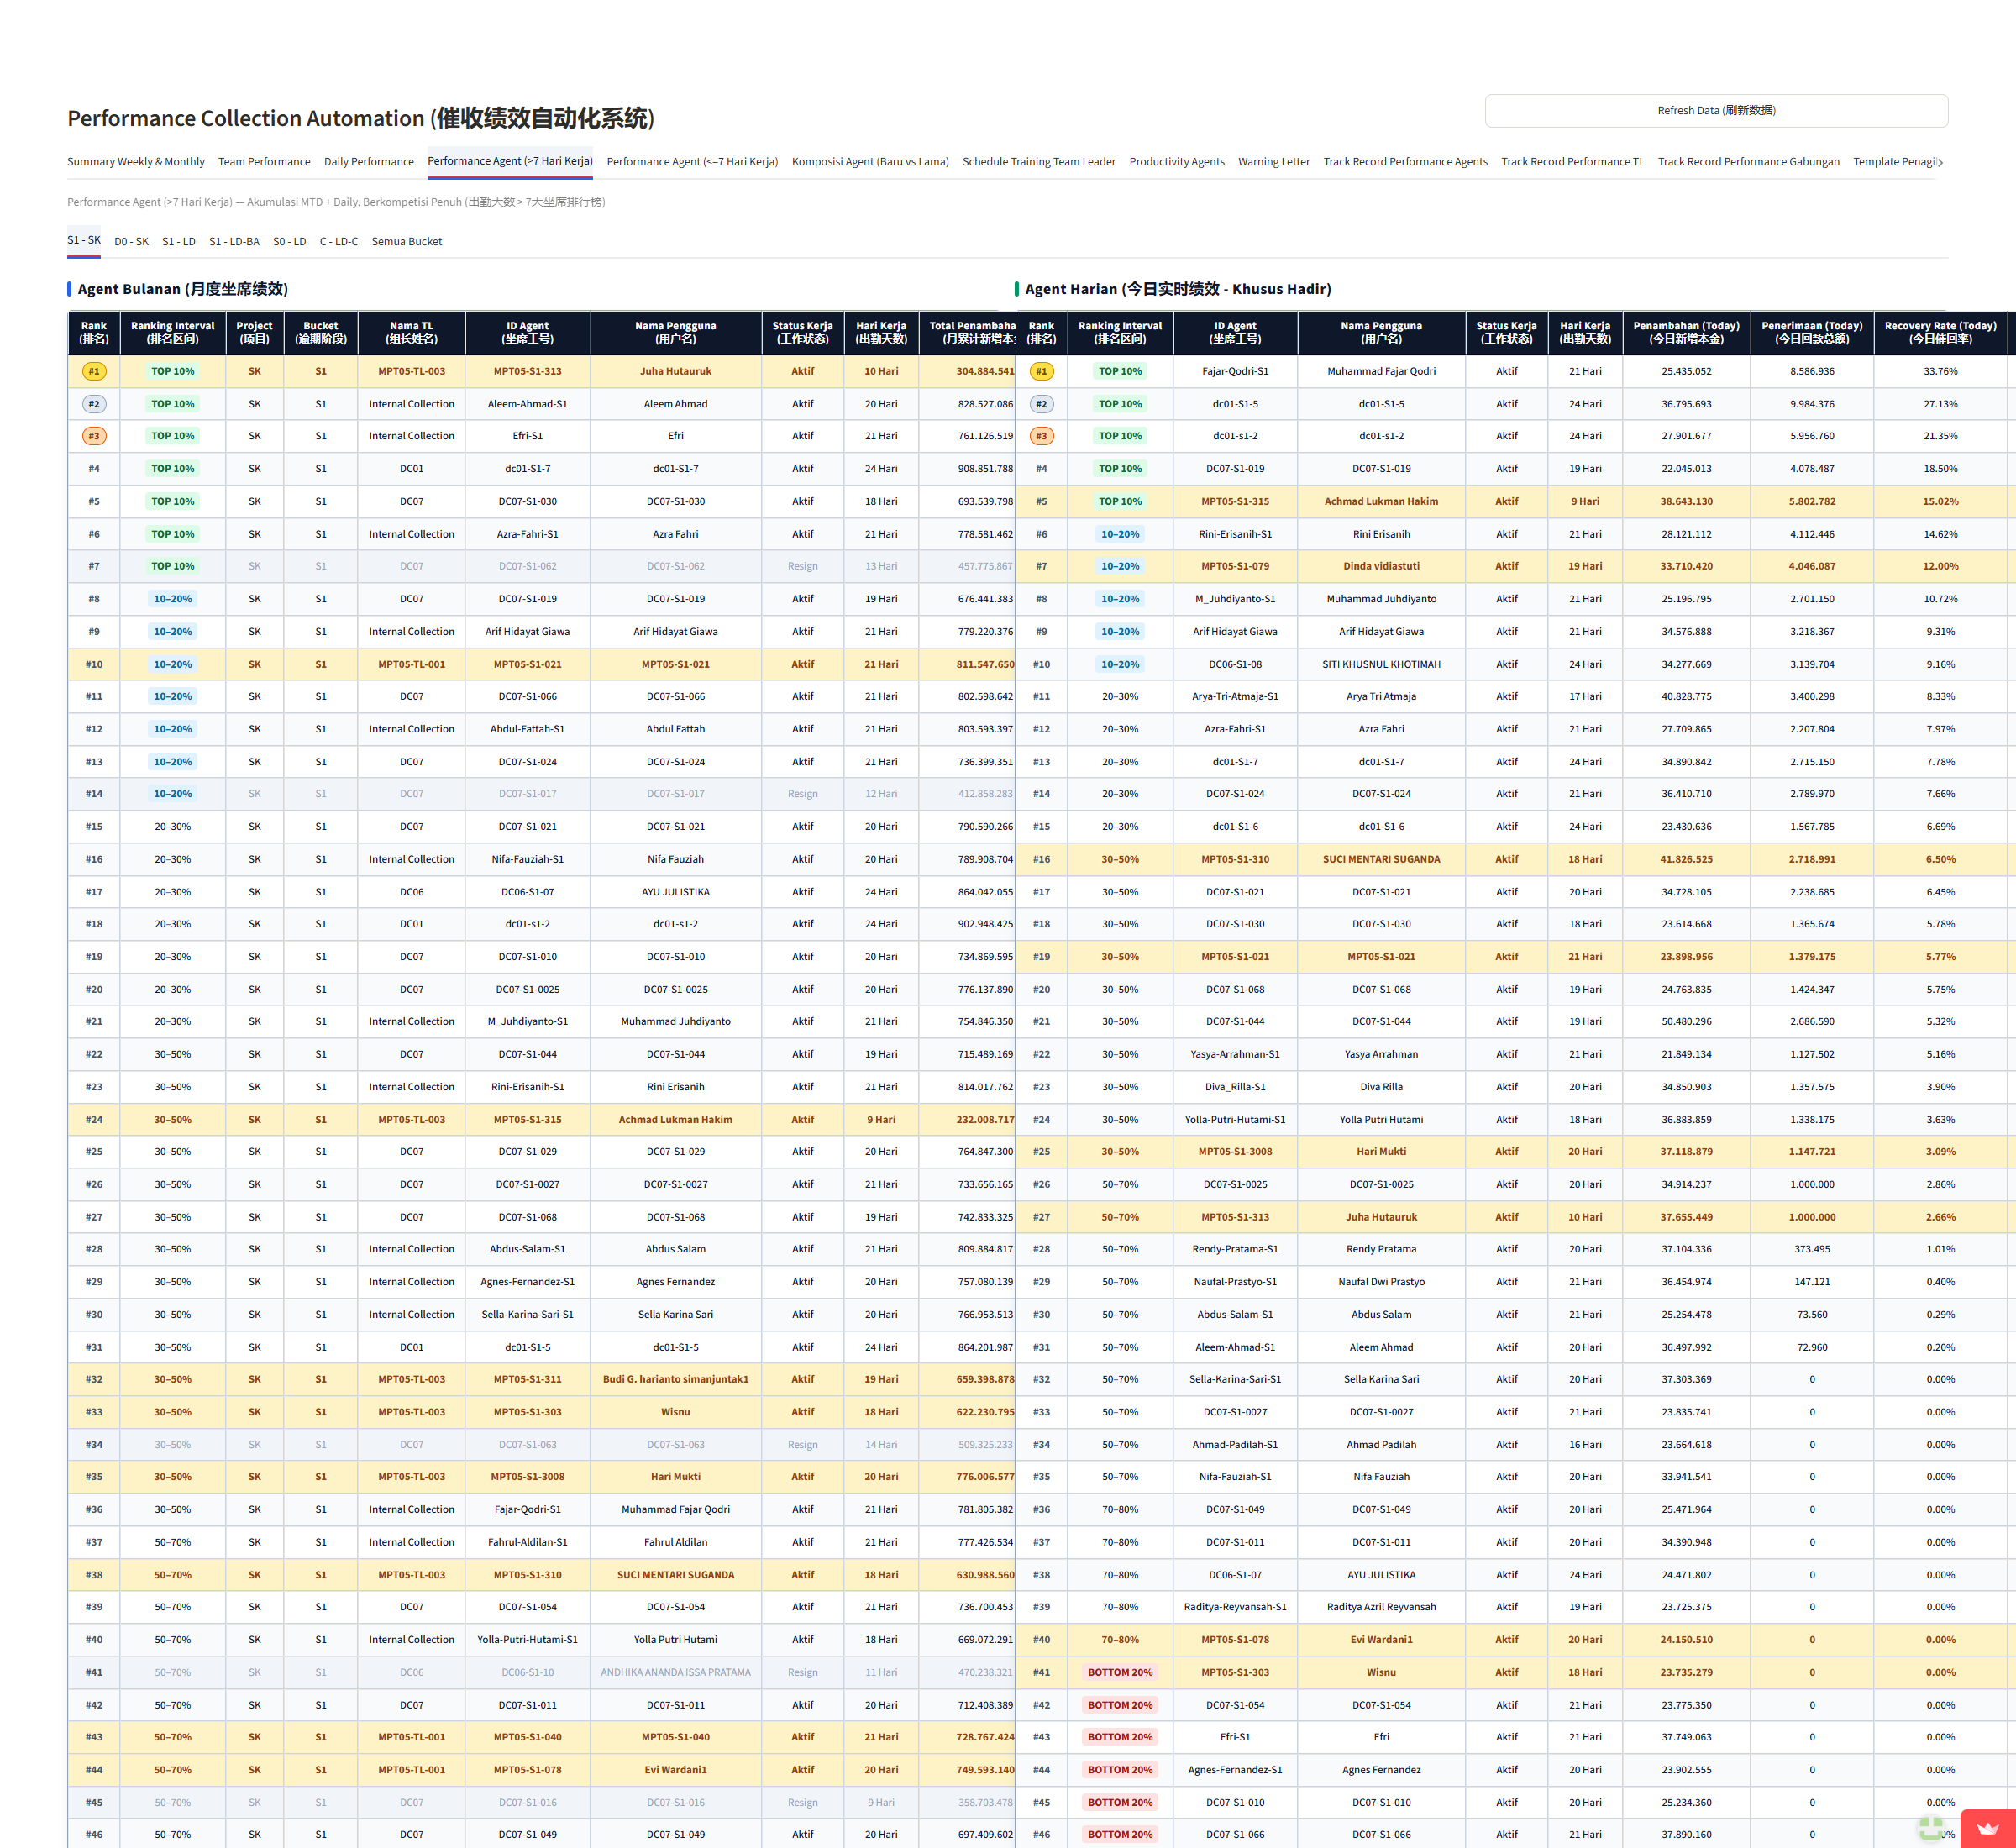 Performance Collection Automation (催收绩效自动化系统)
Refresh Data (刷新数据)
Summary Weekly & Monthly Team Performance Daily Performance Performance Agent (>7 Hari Kerja) Performance Agent (<=7 Hari Kerja) Komposisi Agent (Baru vs Lama) Schedule Training Team Leader Productivity Agents Warning Letter Track Record Performance Agents Track Record Performance TL Track Record Performance Gabungan Template Penagi
Performance Agent (>7 Hari Kerja) — Akumulasi MTD + Daily, Berkompetisi Penuh (出勤天数 > 7天坐席排行榜)
S1 - SK D0 - SK S1 - LD S1 - LD-BA S0 - LD C - LD-C Semua Bucket
Agent Bulanan (月度坐席绩效)
Rank Ranking Interval Project Bucket Nama TL ID Agent Nama Pengguna Status Kerja Hari Kerja Total Penambaha
(排名) (排名区间) (项目) (逾期阶段) (组长姓名) (坐席工号) (用户名) (工作状态) (出勤天数) (月累计新增本
#1 TOP 10% SK S1 MPT05-TL-003 MPT05-S1-313 Juha Hutauruk Aktif 10 Hari 304.884.541
#2 TOP 10% SK S1 Internal Collection Aleem-Ahmad-S1 Aleem Ahmad Aktif 20 Hari 828.527.086
#3 TOP 10% SK S1 Internal Collection Efri-S1 Efri Aktif 21 Hari 761.126.519
#4 TOP 10% SK S1 DC01 dc01-S1-7 dc01-S1-7 Aktif 24 Hari 908.851.788
#5 TOP 10% SK S1 DC07 DC07-S1-030 DC07-S1-030 Aktif 18 Hari 693.539.798
#6 TOP 10% SK S1 Internal Collection Azra-Fahri-S1 Azra Fahri Aktif 21 Hari 778.581.462
#7 TOP 10% SK S1 DC07 DC07-S1-062 DC07-S1-062 Resign 13 Hari 457.775.867
#8 10–20% SK S1 DC07 DC07-S1-019 DC07-S1-019 Aktif 19 Hari 676.441.383
#9 10–20% SK S1 Internal Collection Arif Hidayat Giawa Arif Hidayat Giawa Aktif 21 Hari 779.220.376
#10 10–20% SK S1 MPT05-TL-001 MPT05-S1-021 MPT05-S1-021 Aktif 21 Hari 811.547.650
#11 10–20% SK S1 DC07 DC07-S1-066 DC07-S1-066 Aktif 21 Hari 802.598.642
#12 10–20% SK S1 Internal Collection Abdul-Fattah-S1 Abdul Fattah Aktif 21 Hari 803.593.397
#13 10–20% SK S1 DC07 DC07-S1-024 DC07-S1-024 Aktif 21 Hari 736.399.351
#14 10–20% SK S1 DC07 DC07-S1-017 DC07-S1-017 Resign 12 Hari 412.858.283
#15 20–30% SK S1 DC07 DC07-S1-021 DC07-S1-021 Aktif 20 Hari 790.590.266
#16 20–30% SK S1 Internal Collection Nifa-Fauziah-S1 Nifa Fauziah Aktif 20 Hari 789.908.704
#17 20–30% SK S1 DC06 DC06-S1-07 AYU JULISTIKA Aktif 24 Hari 864.042.055
#18 20–30% SK S1 DC01 dc01-s1-2 dc01-s1-2 Aktif 24 Hari 902.948.425
#19 20–30% SK S1 DC07 DC07-S1-010 DC07-S1-010 Aktif 20 Hari 734.869.595
#20 20–30% SK S1 DC07 DC07-S1-0025 DC07-S1-0025 Aktif 20 Hari 776.137.890
#21 20–30% SK S1 Internal Collection M_Juhdiyanto-S1 Muhammad Juhdiyanto Aktif 21 Hari 754.846.350
#22 30–50% SK S1 DC07 DC07-S1-044 DC07-S1-044 Aktif 19 Hari 715.489.169
#23 30–50% SK S1 Internal Collection Rini-Erisanih-S1 Rini Erisanih Aktif 21 Hari 814.017.762
#24 30–50% SK S1 MPT05-TL-003 MPT05-S1-315 Achmad Lukman Hakim Aktif 9 Hari 232.008.717
#25 30–50% SK S1 DC07 DC07-S1-029 DC07-S1-029 Aktif 20 Hari 764.847.300
#26 30–50% SK S1 DC07 DC07-S1-0027 DC07-S1-0027 Aktif 21 Hari 733.656.165
#27 30–50% SK S1 DC07 DC07-S1-068 DC07-S1-068 Aktif 19 Hari 742.833.325
#28 30–50% SK S1 Internal Collection Abdus-Salam-S1 Abdus Salam Aktif 21 Hari 809.884.817
#29 30–50% SK S1 Internal Collection Agnes-Fernandez-S1 Agnes Fernandez Aktif 20 Hari 757.080.139
#30 30–50% SK S1 Internal Collection Sella-Karina-Sari-S1 Sella Karina Sari Aktif 20 Hari 766.953.513
#31 30–50% SK S1 DC01 dc01-S1-5 dc01-S1-5 Aktif 24 Hari 864.201.987
#32 30–50% SK S1 MPT05-TL-003 MPT05-S1-311 Budi G. harianto simanjuntak1 Aktif 19 Hari 659.398.878
#33 30–50% SK S1 MPT05-TL-003 MPT05-S1-303 Wisnu Aktif 18 Hari 622.230.795
#34 30–50% SK S1 DC07 DC07-S1-063 DC07-S1-063 Resign 14 Hari 509.325.233
#35 30–50% SK S1 MPT05-TL-003 MPT05-S1-3008 Hari Mukti Aktif 20 Hari 776.006.577
#36 30–50% SK S1 Internal Collection Fajar-Qodri-S1 Muhammad Fajar Qodri Aktif 21 Hari 781.805.382
#37 50–70% SK S1 Internal Collection Fahrul-Aldilan-S1 Fahrul Aldilan Aktif 21 Hari 777.426.534
#38 50–70% SK S1 MPT05-TL-003 MPT05-S1-310 SUCI MENTARI SUGANDA Aktif 18 Hari 630.988.560
#39 50–70% SK S1 DC07 DC07-S1-054 DC07-S1-054 Aktif 21 Hari 736.700.453
#40 50–70% SK S1 Internal Collection Yolla-Putri-Hutami-S1 Yolla Putri Hutami Aktif 18 Hari 669.072.291
#41 50–70% SK S1 DC06 DC06-S1-10 ANDHIKA ANANDA ISSA PRATAMA Resign 11 Hari 470.238.321
#42 50–70% SK S1 DC07 DC07-S1-011 DC07-S1-011 Aktif 20 Hari 712.408.389
#43 50–70% SK S1 MPT05-TL-001 MPT05-S1-040 MPT05-S1-040 Aktif 21 Hari 728.767.424
#44 50–70% SK S1 MPT05-TL-001 MPT05-S1-078 Evi Wardani1 Aktif 20 Hari 749.593.140
#45 50–70% SK S1 DC07 DC07-S1-016 DC07-S1-016 Resign 9 Hari 358.703.478
#46 50–70% SK S1 DC07 DC07-S1-049 DC07-S1-049 Aktif 20 Hari 697.409.602
Agent Harian (今日实时绩效 - Khusus Hadir)
Rank Ranking Interval ID Agent Nama Pengguna Status Kerja Hari Kerja Penambahan (Today) Penerimaan (Today) Recovery Rate (Today)
(排名) (排名区间) (坐席工号) (用户名) (工作状态) (出勤天数) (今日新增本金) (今日回款总额) (今日催回率)
#1 TOP 10% Fajar-Qodri-S1 Muhammad Fajar Qodri Aktif 21 Hari 25.435.052 8.586.936 33.76%
#2 TOP 10% dc01-S1-5 dc01-S1-5 Aktif 24 Hari 36.795.693 9.984.376 27.13%
#3 TOP 10% dc01-s1-2 dc01-s1-2 Aktif 24 Hari 27.901.677 5.956.760 21.35%
#4 TOP 10% DC07-S1-019 DC07-S1-019 Aktif 19 Hari 22.045.013 4.078.487 18.50%
#5 TOP 10% MPT05-S1-315 Achmad Lukman Hakim Aktif 9 Hari 38.643.130 5.802.782 15.02%
#6 10–20% Rini-Erisanih-S1 Rini Erisanih Aktif 21 Hari 28.121.112 4.112.446 14.62%
#7 10–20% MPT05-S1-079 Dinda vidiastuti Aktif 19 Hari 33.710.420 4.046.087 12.00%
#8 10–20% M_Juhdiyanto-S1 Muhammad Juhdiyanto Aktif 21 Hari 25.196.795 2.701.150 10.72%
#9 10–20% Arif Hidayat Giawa Arif Hidayat Giawa Aktif 21 Hari 34.576.888 3.218.367 9.31%
#10 10–20% DC06-S1-08 SITI KHUSNUL KHOTIMAH Aktif 24 Hari 34.277.669 3.139.704 9.16%
#11 20–30% Arya-Tri-Atmaja-S1 Arya Tri Atmaja Aktif 17 Hari 40.828.775 3.400.298 8.33%
#12 20–30% Azra-Fahri-S1 Azra Fahri Aktif 21 Hari 27.709.865 2.207.804 7.97%
#13 20–30% dc01-S1-7 dc01-S1-7 Aktif 24 Hari 34.890.842 2.715.150 7.78%
#14 20–30% DC07-S1-024 DC07-S1-024 Aktif 21 Hari 36.410.710 2.789.970 7.66%
#15 20–30% dc01-S1-6 dc01-S1-6 Aktif 24 Hari 23.430.636 1.567.785 6.69%
#16 30–50% MPT05-S1-310 SUCI MENTARI SUGANDA Aktif 18 Hari 41.826.525 2.718.991 6.50%
#17 30–50% DC07-S1-021 DC07-S1-021 Aktif 20 Hari 34.728.105 2.238.685 6.45%
#18 30–50% DC07-S1-030 DC07-S1-030 Aktif 18 Hari 23.614.668 1.365.674 5.78%
#19 30–50% MPT05-S1-021 MPT05-S1-021 Aktif 21 Hari 23.898.956 1.379.175 5.77%
#20 30–50% DC07-S1-068 DC07-S1-068 Aktif 19 Hari 24.763.835 1.424.347 5.75%
#21 30–50% DC07-S1-044 DC07-S1-044 Aktif 19 Hari 50.480.296 2.686.590 5.32%
#22 30–50% Yasya-Arrahman-S1 Yasya Arrahman Aktif 21 Hari 21.849.134 1.127.502 5.16%
#23 30–50% Diva_Rilla-S1 Diva Rilla Aktif 20 Hari 34.850.903 1.357.575 3.90%
#24 30–50% Yolla-Putri-Hutami-S1 Yolla Putri Hutami Aktif 18 Hari 36.883.859 1.338.175 3.63%
#25 30–50% MPT05-S1-3008 Hari Mukti Aktif 20 Hari 37.118.879 1.147.721 3.09%
#26 50–70% DC07-S1-0025 DC07-S1-0025 Aktif 20 Hari 34.914.237 1.000.000 2.86%
#27 50–70% MPT05-S1-313 Juha Hutauruk Aktif 10 Hari 37.655.449 1.000.000 2.66%
#28 50–70% Rendy-Pratama-S1 Rendy Pratama Aktif 20 Hari 37.104.336 373.495 1.01%
#29 50–70% Naufal-Prastyo-S1 Naufal Dwi Prastyo Aktif 21 Hari 36.454.974 147.121 0.40%
#30 50–70% Abdus-Salam-S1 Abdus Salam Aktif 21 Hari 25.254.478 73.560 0.29%
#31 50–70% Aleem-Ahmad-S1 Aleem Ahmad Aktif 20 Hari 36.497.992 72.960 0.20%
#32 50–70% Sella-Karina-Sari-S1 Sella Karina Sari Aktif 20 Hari 37.303.369 0 0.00%
#33 50–70% DC07-S1-0027 DC07-S1-0027 Aktif 21 Hari 23.835.741 0 0.00%
#34 50–70% Ahmad-Padilah-S1 Ahmad Padilah Aktif 16 Hari 23.664.618 0 0.00%
#35 50–70% Nifa-Fauziah-S1 Nifa Fauziah Aktif 20 Hari 33.941.541 0 0.00%
#36 70–80% DC07-S1-049 DC07-S1-049 Aktif 20 Hari 25.471.964 0 0.00%
#37 70–80% DC07-S1-011 DC07-S1-011 Aktif 20 Hari 34.390.948 0 0.00%
#38 70–80% DC06-S1-07 AYU JULISTIKA Aktif 24 Hari 24.471.802 0 0.00%
#39 70–80% Raditya-Reyvansah-S1 Raditya Azril Reyvansah Aktif 19 Hari 23.725.375 0 0.00%
#40 70–80% MPT05-S1-078 Evi Wardani1 Aktif 20 Hari 24.150.510 0 0.00%
#41 BOTTOM 20% MPT05-S1-303 Wisnu Aktif 18 Hari 23.735.279 0 0.00%
#42 BOTTOM 20% DC07-S1-054 DC07-S1-054 Aktif 21 Hari 23.775.350 0 0.00%
#43 BOTTOM 20% Efri-S1 Efri Aktif 21 Hari 37.749.063 0 0.00%
#44 BOTTOM 20% Agnes-Fernandez-S1 Agnes Fernandez Aktif 20 Hari 23.902.555 0 0.00%
#45 BOTTOM 20% DC07-S1-010 DC07-S1-010 Aktif 20 Hari 25.234.360 0 0.00%
#46 BOTTOM 20% DC07-S1-066 DC07-S1-066 Aktif 21 Hari 37.890.160 0